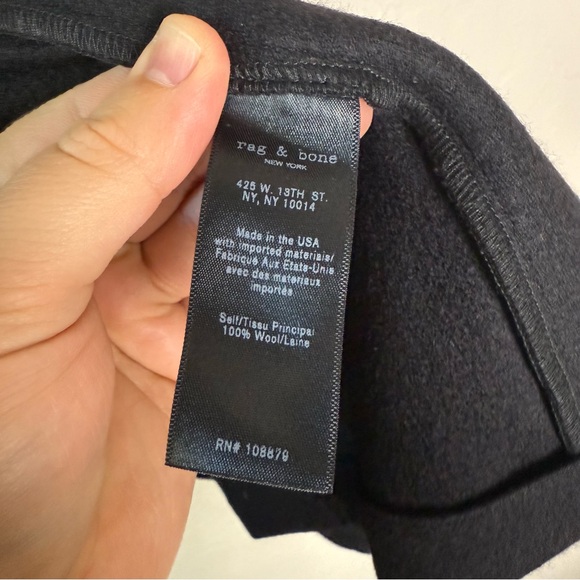 rag & bone
NEW YORK
425 W. 13TH ST.
NY, NY 10014
Made in the USA
with imported materials/
Fabriqué Aux Etats-Unis
avec des materiaux
importés
Self/Tissu Principal
100% Wool/Laine
RN# 108879